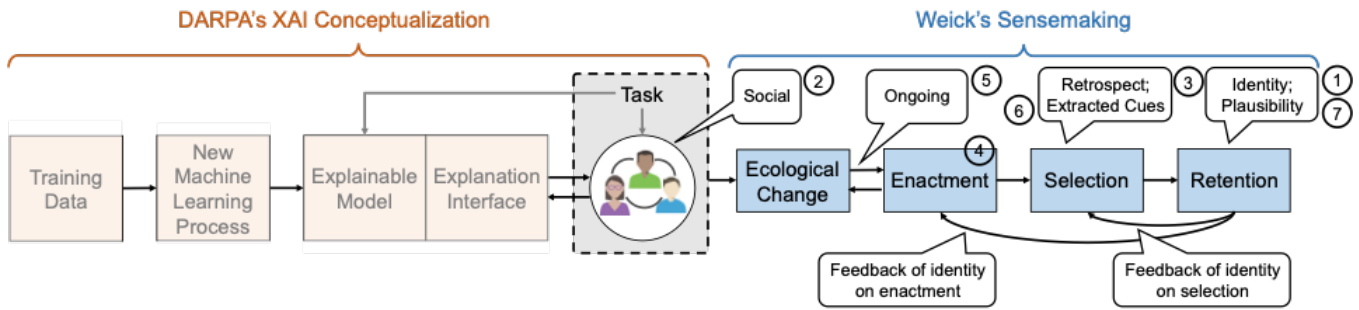 DARPA's XAI Conceptualization
Weick's Sensemaking
Training
Data
New
Machine
Learning
Process
Explainable
Model
Explanation
Interface
Task
Social
2
Ecological
Change
Ongoing
5
Enactment
4
Retrospect;
Extracted Cues
3
6
Selection
Identity;
Plausibility
1
7
Retention
Feedback of identity
on enactment
Feedback of identity
on selection